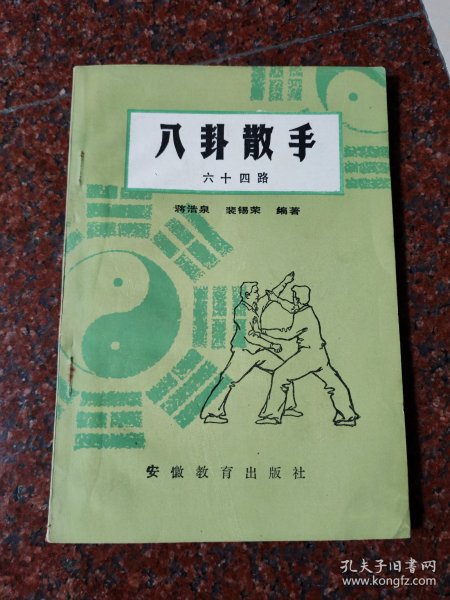 八卦散手
六十四路
蒋浩泉 裴锡荣 编著
安徽教育出版社
孔夫子旧书网
www.kongfz.com